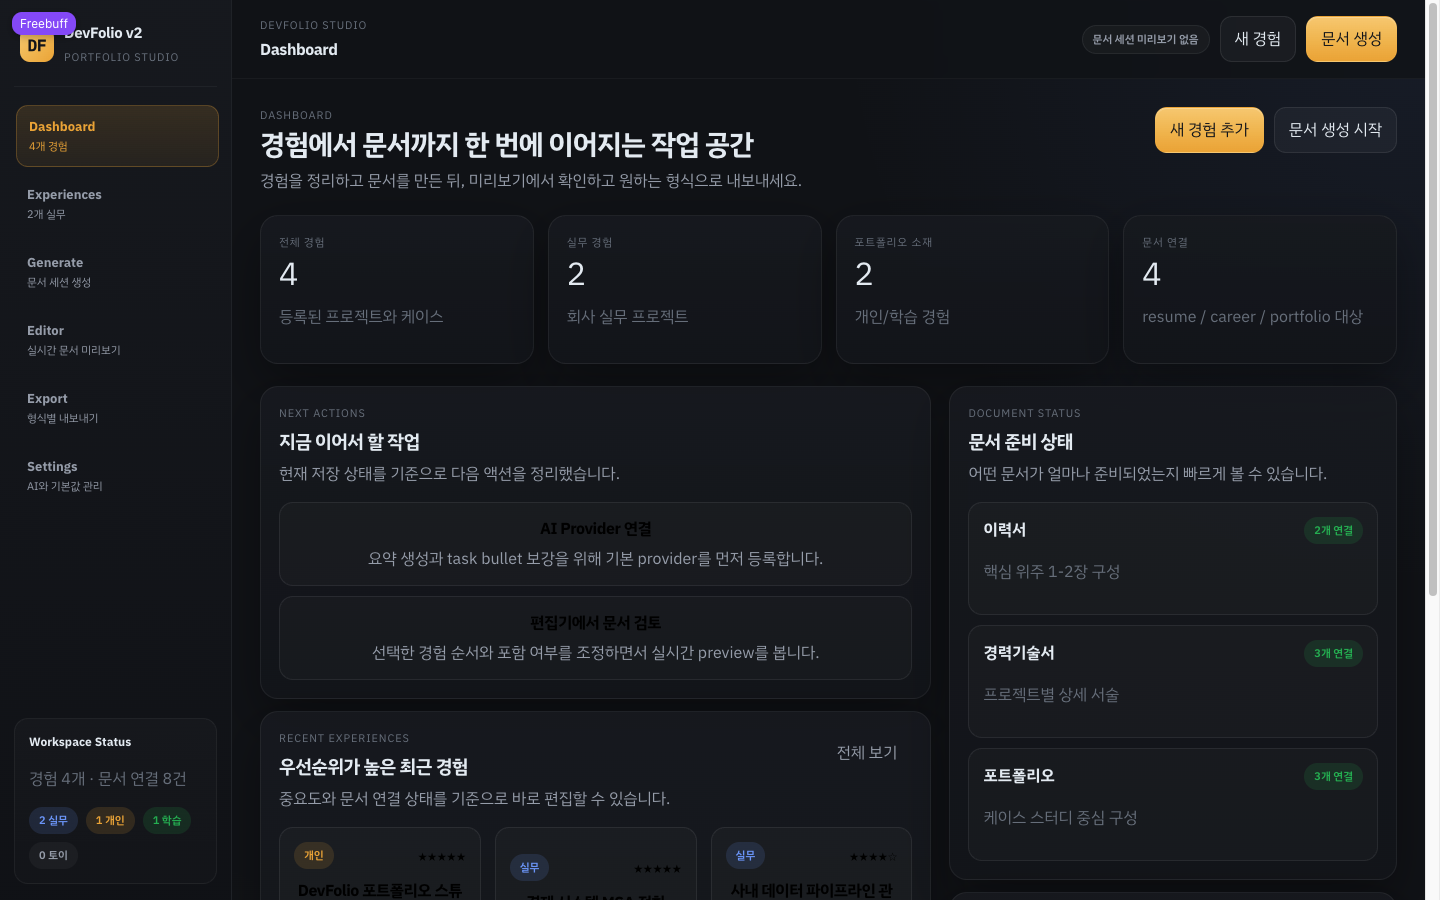 Freebuff
DF
DevFolio v2
PORTFOLIO STUDIO
Dashboard
4개 경험
Experiences
2개 실무
Generate
문서 세션 생성
Editor
실시간 문서 미리보기
Export
형식별 내보내기
Settings
AI와 기본값 관리
Workspace Status
경험 4개 · 문서 연결 8건
2 실무
1 개인
1 학습
0 토이
DEVFOLIO STUDIO
Dashboard
문서 세션 미리보기 없음
새 경험
문서 생성
DASHBOARD
경험에서 문서까지 한 번에 이어지는 작업 공간
경험을 정리하고 문서를 만든 뒤, 미리보기에서 확인하고 원하는 형식으로 내보내세요.
새 경험 추가
문서 생성 시작
전체 경험
4
등록된 프로젝트와 케이스
실무 경험
2
회사 실무 프로젝트
포트폴리오 소재
2
개인/학습 경험
문서 연결
4
resume / career / portfolio 대상
NEXT ACTIONS
지금 이어서 할 작업
현재 저장 상태를 기준으로 다음 액션을 정리했습니다.
AI Provider 연결
요약 생성과 task bullet 보강을 위해 기본 provider를 먼저 등록합니다.
편집기에서 문서 검토
선택한 경험 순서와 포함 여부를 조정하면서 실시간 preview를 봅니다.
RECENT EXPERIENCES
우선순위가 높은 최근 경험
중요도와 문서 연결 상태를 기준으로 바로 편집할 수 있습니다.
전체 보기
개인
★★★★★
DevFolio 포트폴리오 스튜
실무
★★★★★
실무
★★★★☆
사내 데이터 파이프라인 관
DOCUMENT STATUS
문서 준비 상태
어떤 문서가 얼마나 준비되었는지 빠르게 볼 수 있습니다.
이력서
2개 연결
핵심 위주 1-2장 구성
경력기술서
3개 연결
프로젝트별 상세 서술
포트폴리오
3개 연결
케이스 스터디 중심 구성